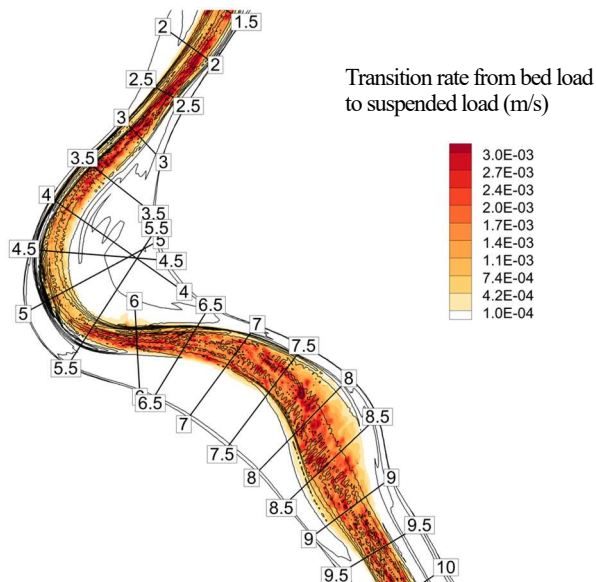 2
1.5
2
2.5
2.5
3
3
3.5
3.5
4
4
4.5
4.5
5
5
5.5
5.5
6
6
6.5
6.5
7
7
7.5
7.5
8
8
8.5
8.5
9
9
9.5
9.5
10
Transition rate from bed load
to suspended load (m/s)
3.0E-03
2.7E-03
2.4E-03
2.0E-03
1.7E-03
1.4E-03
1.1E-03
7.4E-04
4.2E-04
1.0E-04